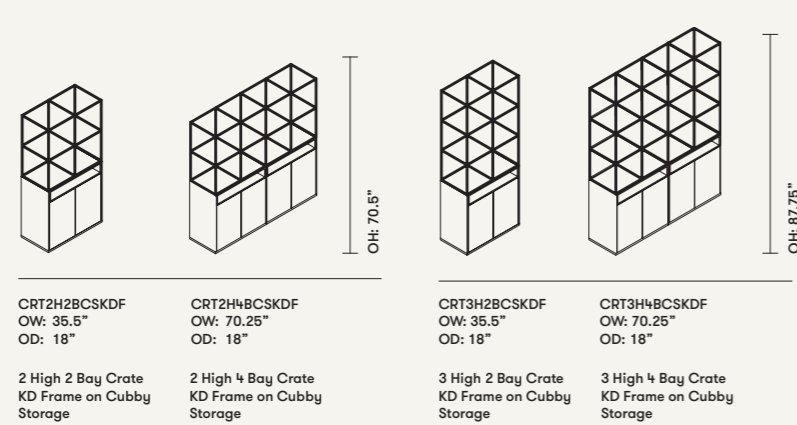 OH: 70.5”
OH: 87.75”
CRT2H2BCSKDF
OW: 35.5”
OD: 18”
2 High 2 Bay Crate
KD Frame on Cubby
Storage
CRT2H4BCSKDF
OW: 70.25”
OD: 18”
2 High 4 Bay Crate
KD Frame on Cubby
Storage
CRT3H2BCSKDF
OW: 35.5”
OD: 18”
3 High 2 Bay Crate
KD Frame on Cubby
Storage
CRT3H4BCSKDF
OW: 70.25”
OD: 18”
3 High 4 Bay Crate
KD Frame on Cubby
Storage